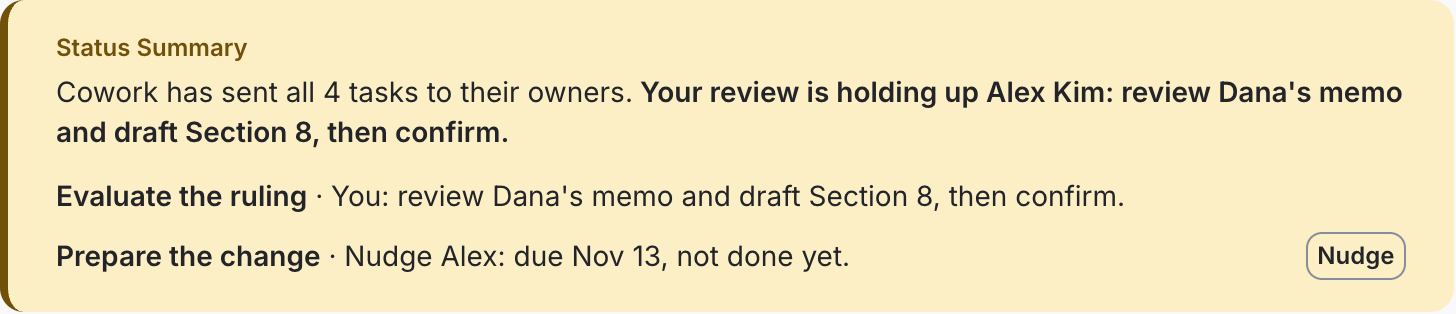 Status Summary
Cowork has sent all 4 tasks to their owners. Your review is holding up Alex Kim: review Dana's memo
and draft Section 8, then confirm.
Evaluate the ruling · You: review Dana's memo and draft Section 8, then confirm.
Prepare the change · Nudge Alex: due Nov 13, not done yet. Nudge